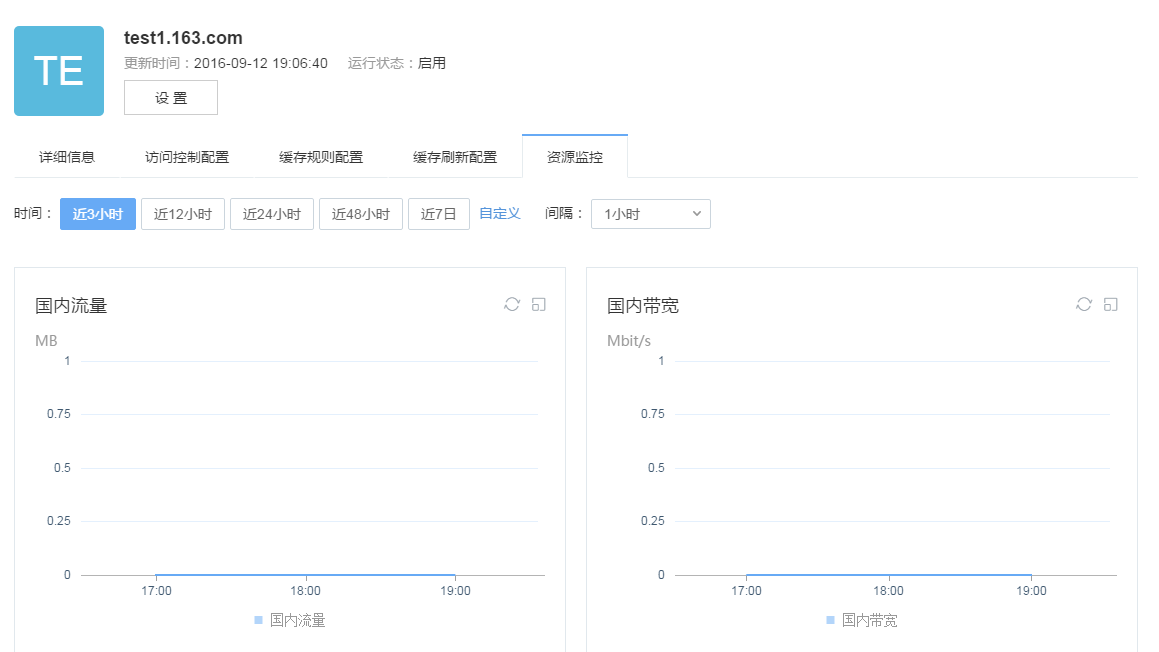 TE
test1.163.com
更新时间：2016-09-12 19:06:40 运行状态：启用
设 置
详细信息 访问控制配置 缓存规则配置 缓存刷新配置 资源监控
时间： 近3小时 近12小时 近24小时 近48小时 近7日 自定义 间隔： 1小时
国内流量
MB
1
0.75
0.5
0.25
0
17:00 18:00 19:00
国内流量
国内带宽
Mbit/s
1
0.75
0.5
0.25
0
17:00 18:00 19:00
国内带宽